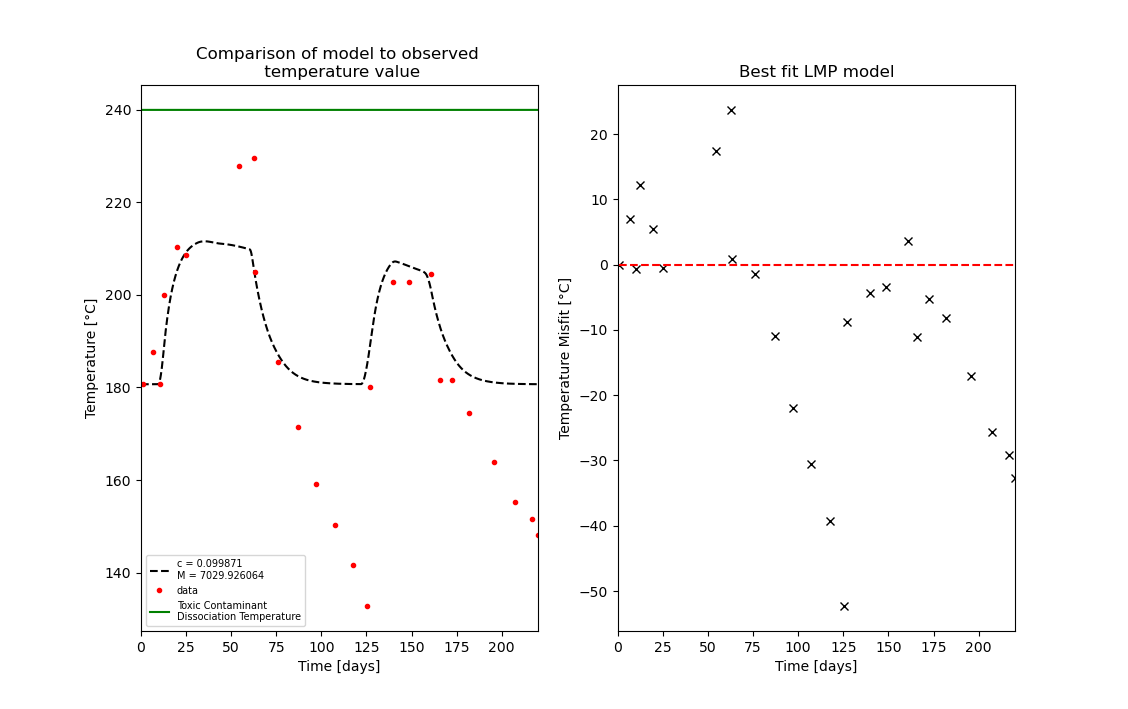 Comparison of model to observed
temperature value
Temperature [°C]
240
220
200
180
160
140
c = 0.099871
M = 7029.926064
data
Toxic Contaminant
Dissociation Temperature
0 25 50 75 100 125 150 175 200
Time [days]
Best fit LMP model
Temperature Misfit [°C]
20
10
0
−10
−20
−30
−40
−50
0 25 50 75 100 125 150 175 200
Time [days]